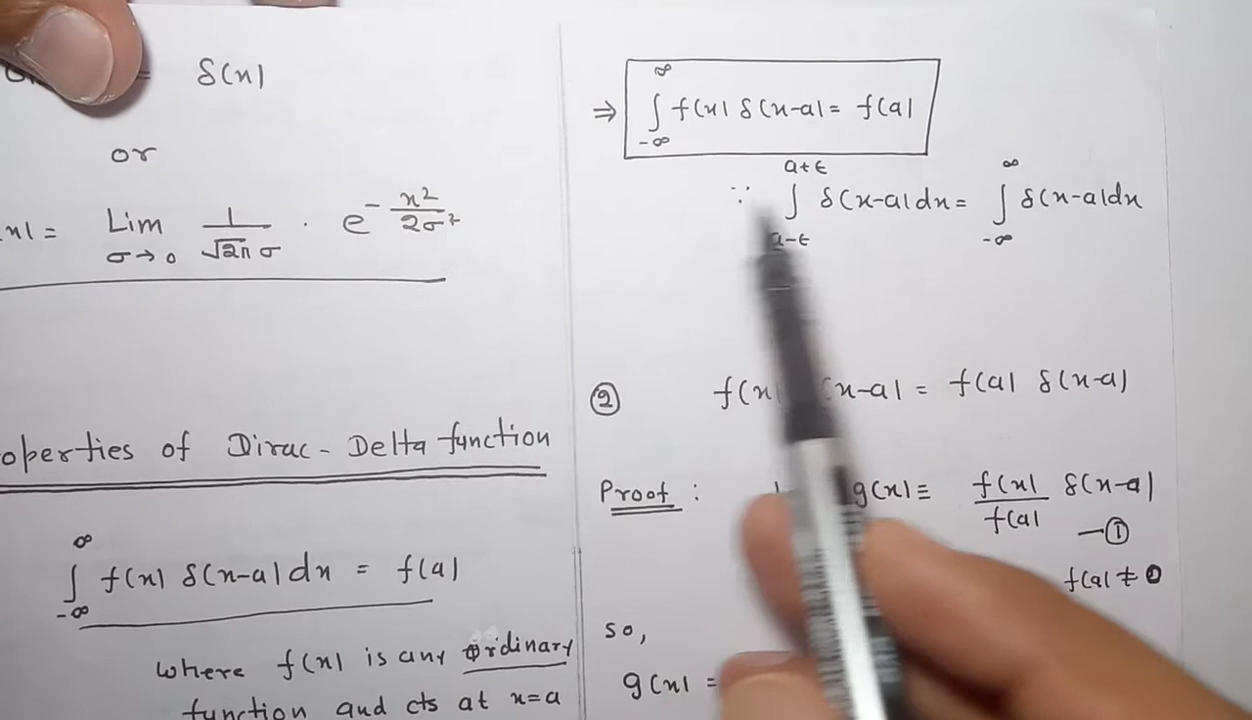 δ(x)
or
x) = Lim σ→0 1/√2π σ · e^-x²/2σ²
operties of Dirac-Delta function
∫_-∞^∞ f(x) δ(x-a)dx = f(a)
where f(x) is any ordinary
function and cts at x=a
⇒ ∫_-∞^∞ f(x) δ(x-a) = f(a)
∵ ∫_a-ε^a+ε δ(x-a)dx = ∫_-∞^∞ δ(x-a)dx
② f(x) (x-a) = f(a) δ(x-a)
Proof : g(x) ≡ f(x)/f(a) δ(x-a)
—①
f(a) ≠ 0
so,
g(x) =